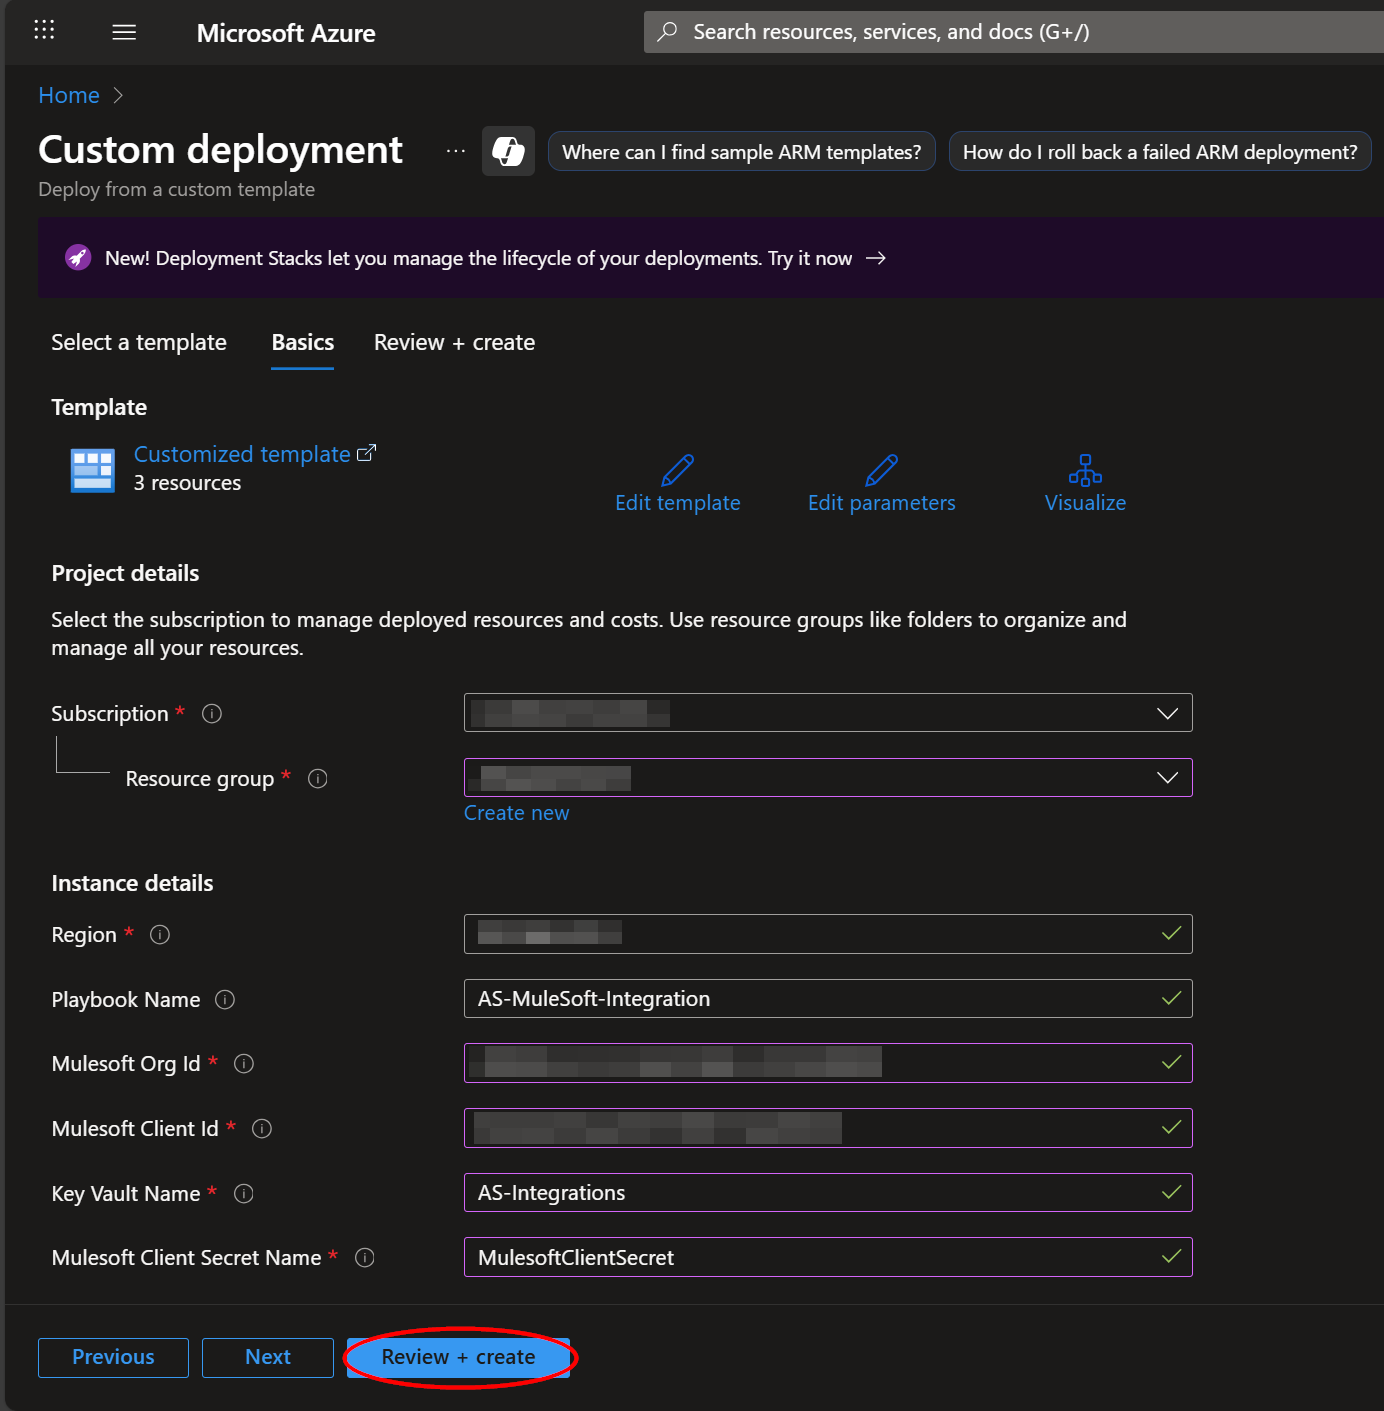 Microsoft Azure
Search resources, services, and docs (G+/)
Home
Custom deployment
...
Where can I find sample ARM templates?
How do I roll back a failed ARM deployment?
Deploy from a custom template
New! Deployment Stacks let you manage the lifecycle of your deployments. Try it now →
Select a template
Basics
Review + create
Template
Customized template
3 resources
Edit template
Edit parameters
Visualize
Project details
Select the subscription to manage deployed resources and costs. Use resource groups like folders to organize and
manage all your resources.
Subscription *
Resource group *
Create new
Instance details
Region *
Playbook Name
AS-MuleSoft-Integration
Mulesoft Org Id *
Mulesoft Client Id *
Key Vault Name *
AS-Integrations
Mulesoft Client Secret Name *
MulesoftClientSecret
Previous
Next
Review + create